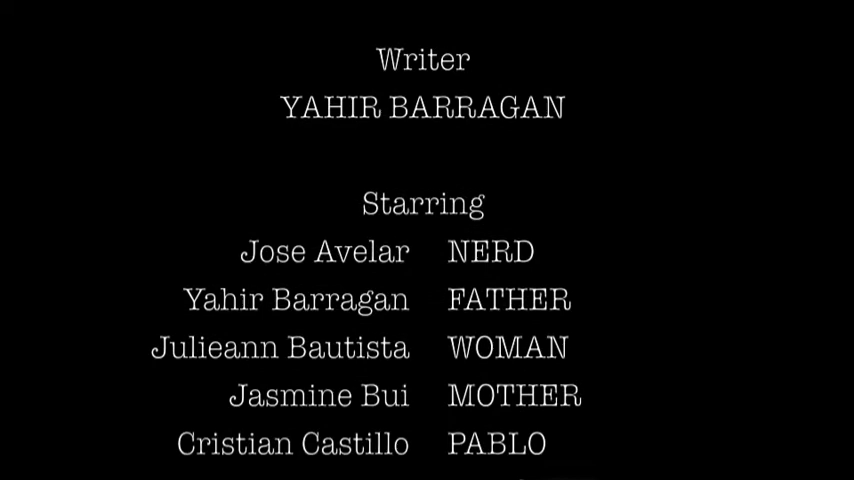 Writer
YAHIR BARRAGAN
Starring
Jose Avelar NERD
Yahir Barragan FATHER
Julieann Bautista WOMAN
Jasmine Bui MOTHER
Cristian Castillo PABLO